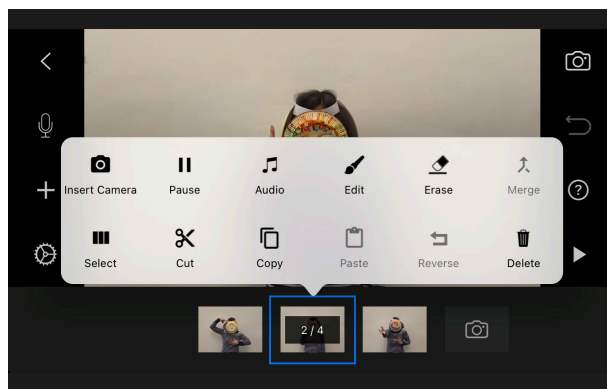 Insert Camera Pause Audio Edit Erase Merge
?
Select Cut Copy Paste Reverse Delete
2 / 4